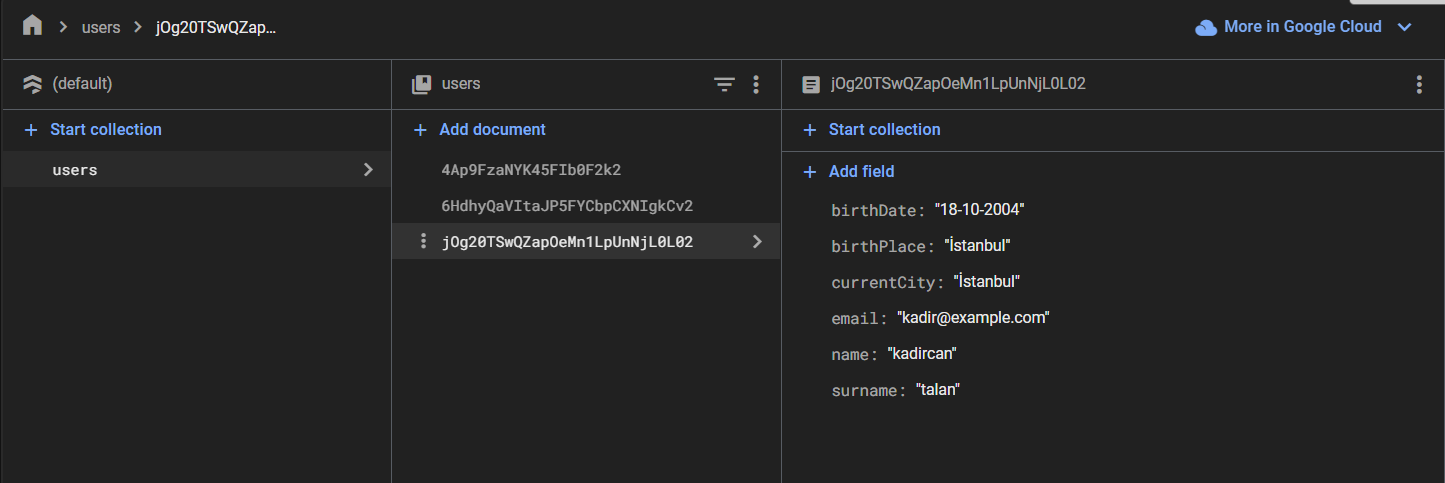 users
jOg20TSwQZap...
More in Google Cloud
(default)
Start collection
users
users
Add document
4Ap9FzaNYK45FIb0F2k2
6HdhyQaVItaJP5FYCbpCXNIgkCv2
jOg20TSwQZapOeMn1LpUnNjL0L02
jOg20TSwQZapOeMn1LpUnNjL0L02
Start collection
Add field
birthDate: "18-10-2004"
birthPlace: "İstanbul"
currentCity: "İstanbul"
email: "kadir@example.com"
name: "kadircan"
surname: "talan"